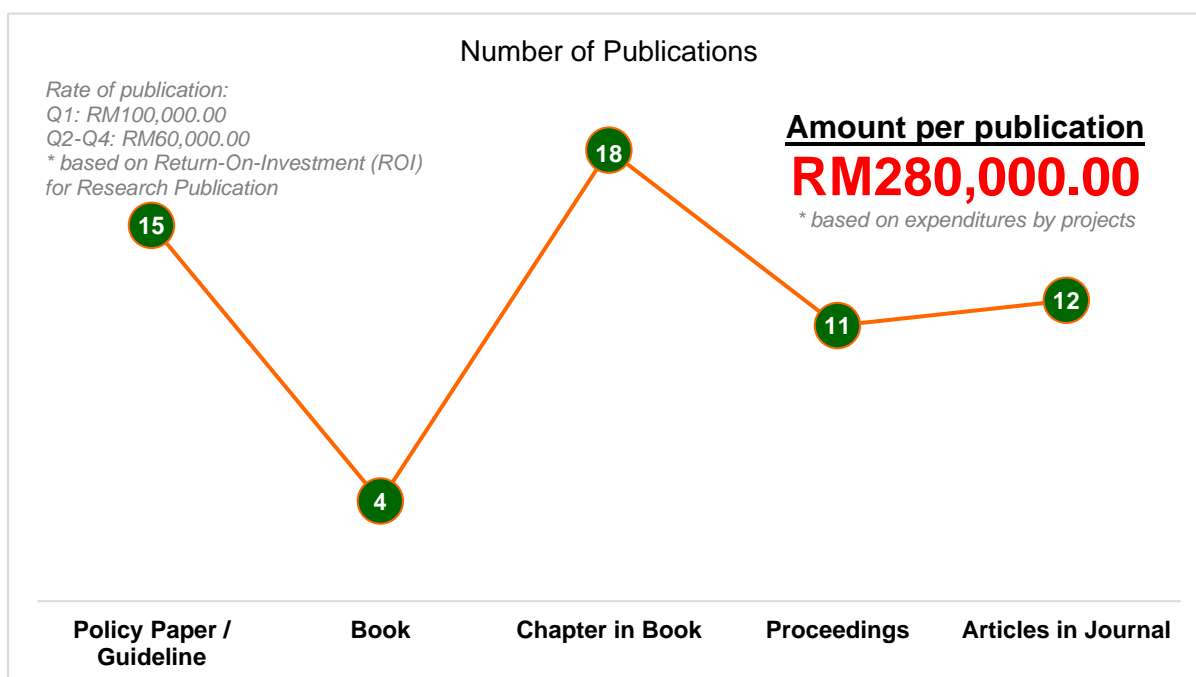 Number of Publications
Rate of publication:
Q1: RM100,000.00
Q2-Q4: RM60,000.00
* based on Return-On-Investment (ROI)
for Research Publication
Amount per publication
RM280,000.00
* based on expenditures by projects
15
4
18
11
12
Policy Paper /
Guideline
Book
Chapter in Book
Proceedings
Articles in Journal